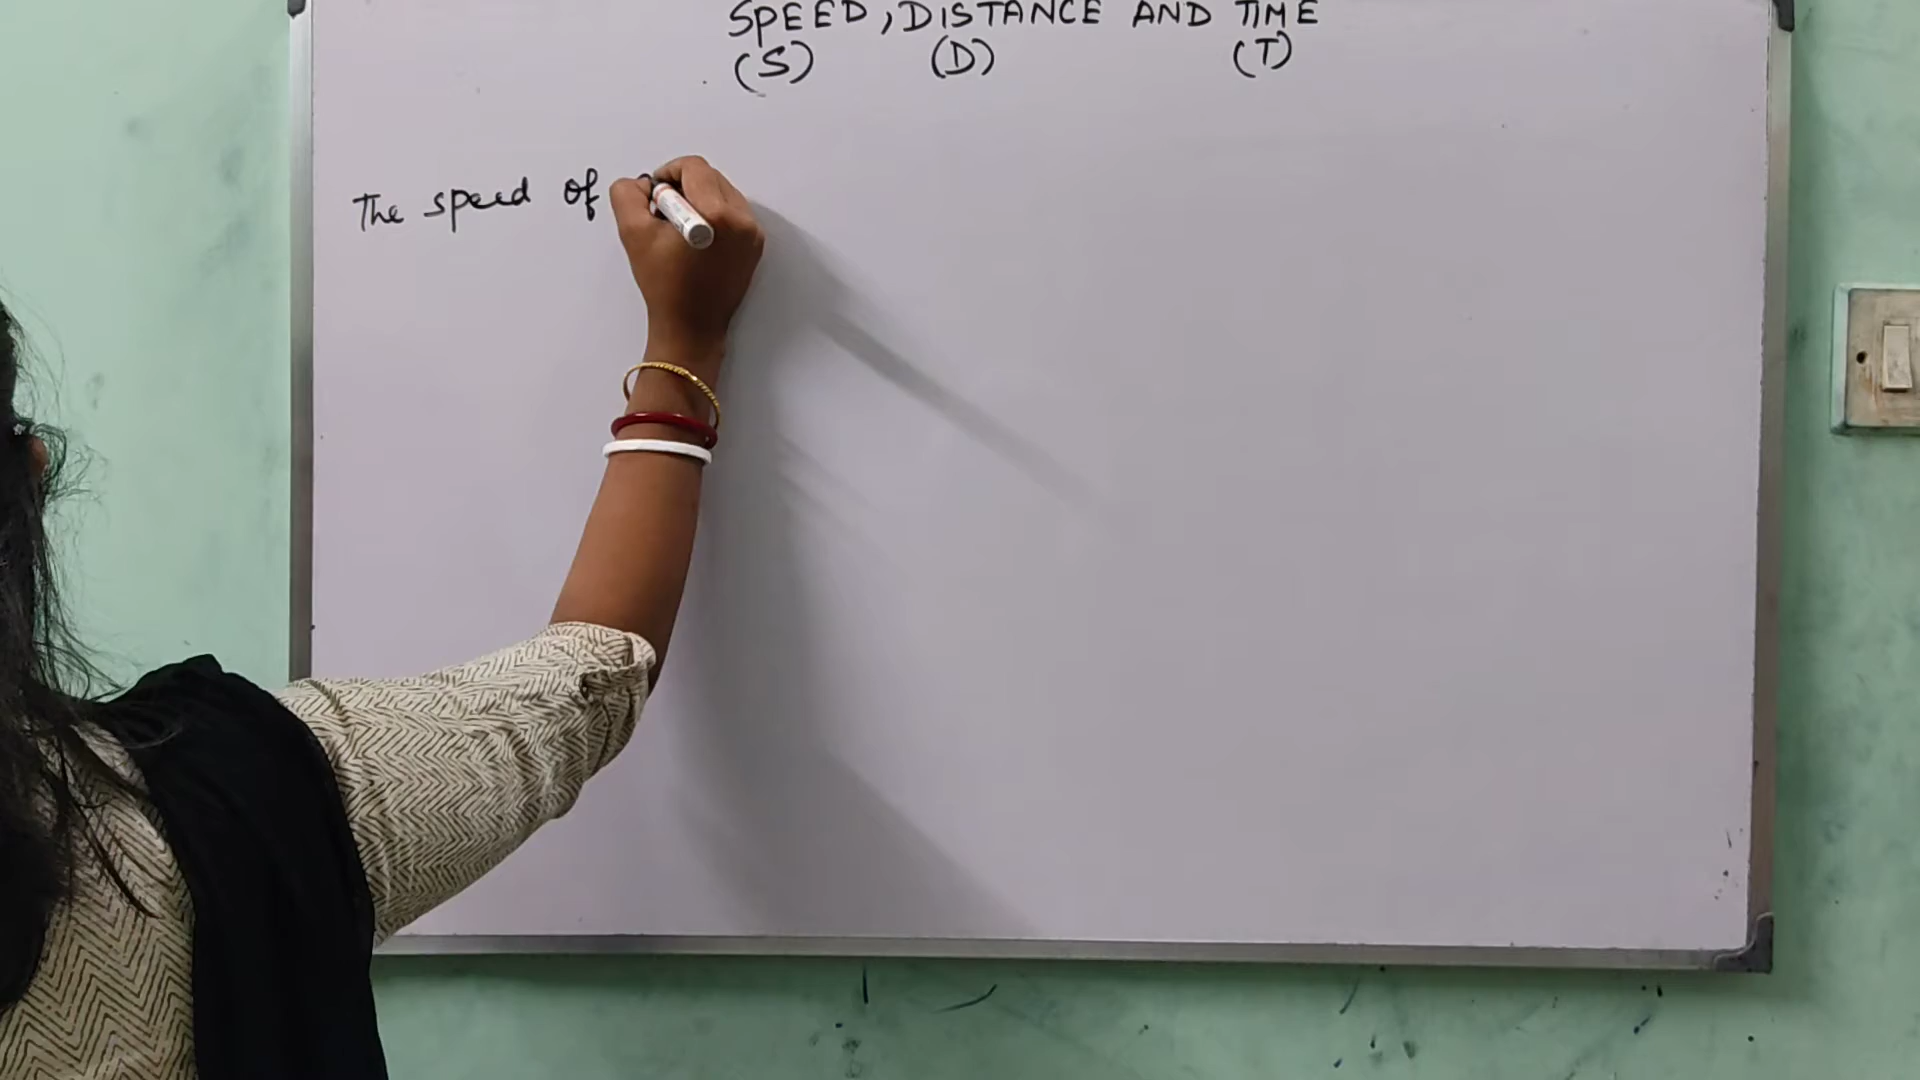 SPEED, DISTANCE AND TIME
(S) (D) (T)
The speed of